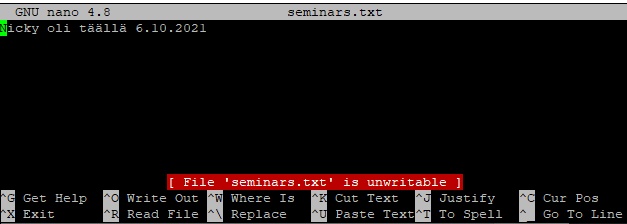 GNU nano 4.8 seminars.txt
Nicky oli täällä 6.10.2021
[ File 'seminars.txt' is unwritable ]
^G Get Help ^O Write Out ^W Where Is ^K Cut Text ^J Justify ^C Cur Pos
^X Exit ^R Read File ^\ Replace ^U Paste Text ^T To Spell ^_ Go To Line